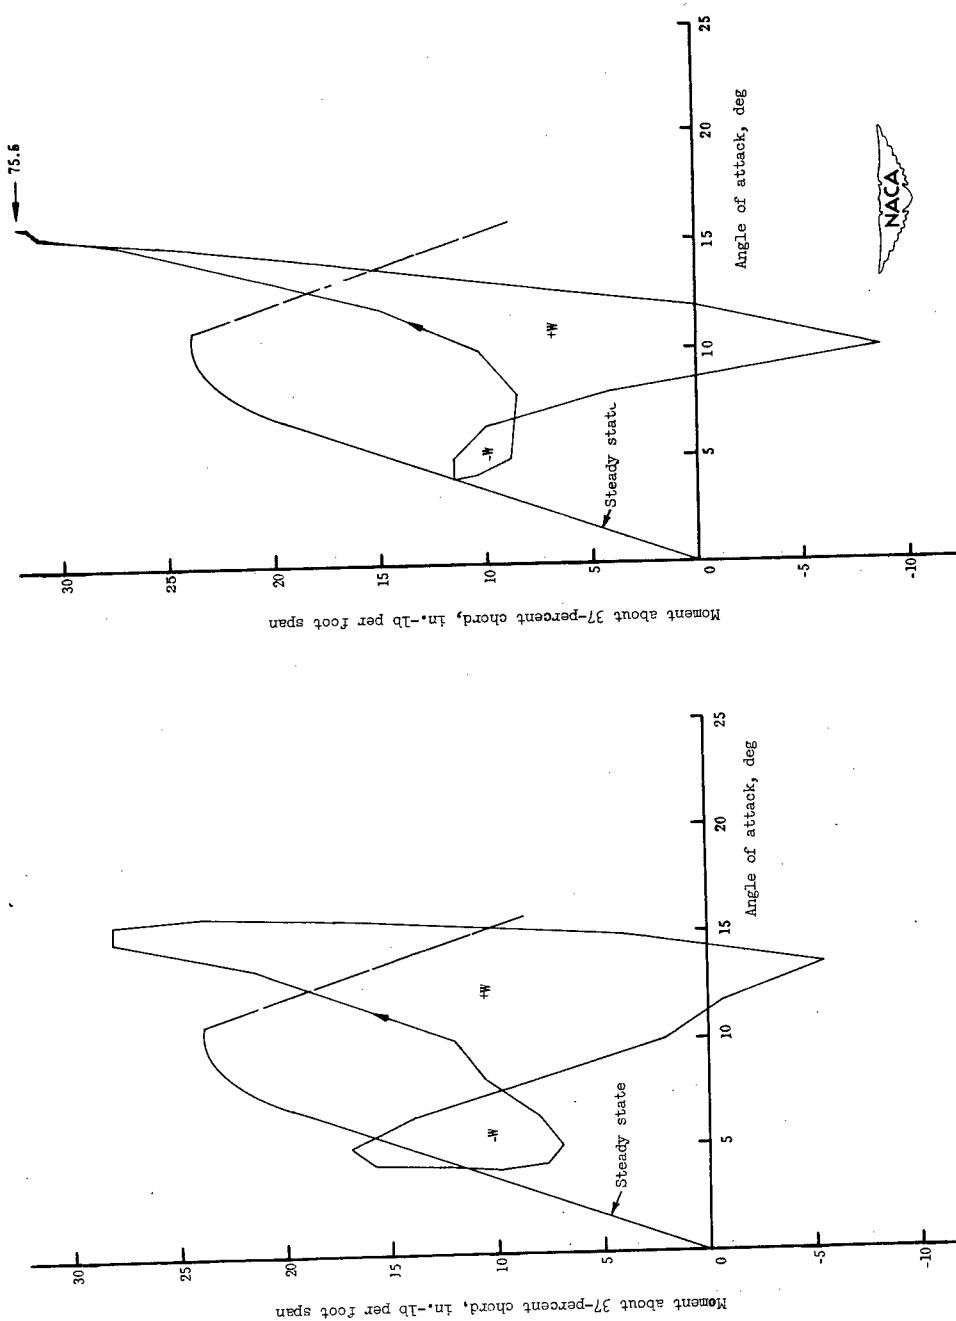 75.5
30
25
20
15
10
5
0
-5
-10
5
10
15
20
25
Moment about 37-percent chord, in.-lb per foot span
Angle of attack, deg
+W
-W
Steady state
NACA
30
25
20
15
10
5
0
-5
-10
5
10
15
20
25
Moment about 37-percent chord, in.-lb per foot span
Angle of attack, deg
+W
-W
Steady state